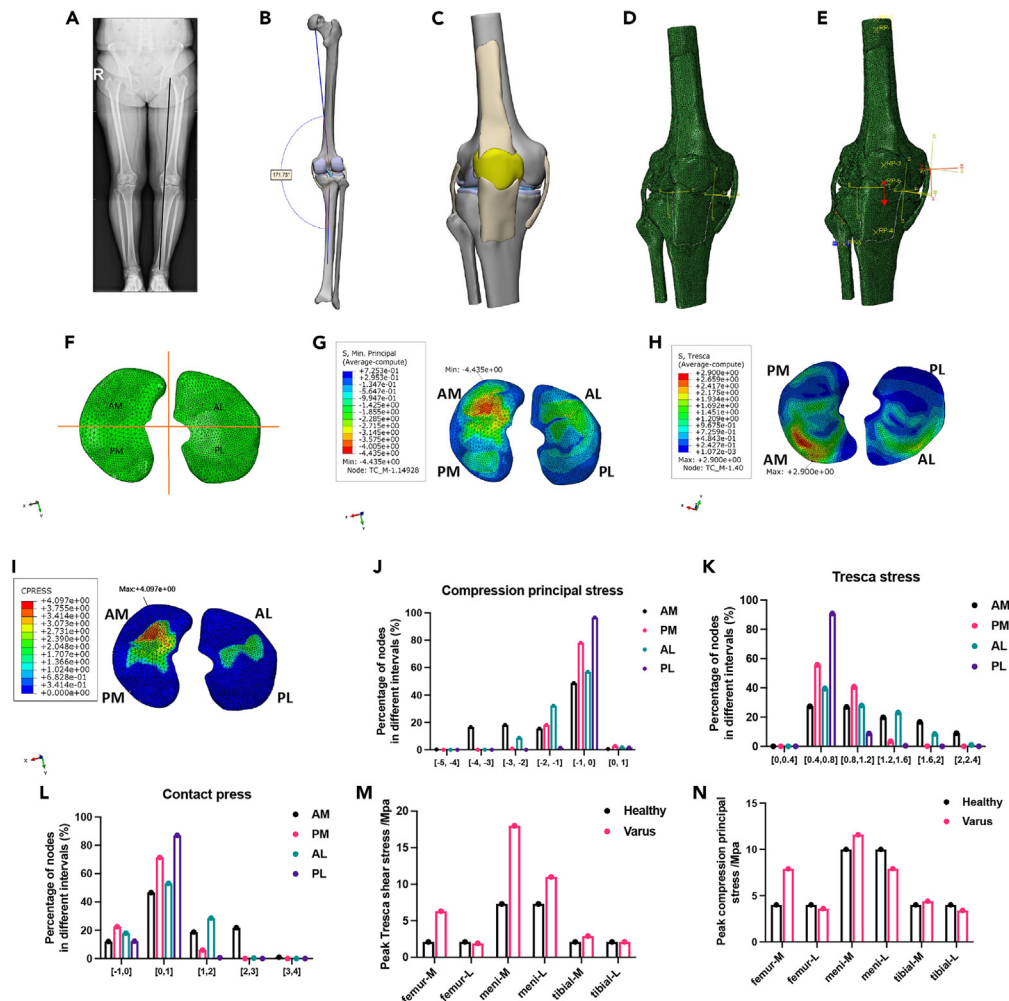 A
B
C
D
E
R
171.73°
RP-3
RP-5
RP-4
F
AM
AL
PM
PL
G
S, Min. Principal
(Average-compute)
+7.253e-01
+2.953e-01
-1.347e-01
-5.647e-01
-9.947e-01
-1.425e+00
-1.855e+00
-2.285e+00
-2.715e+00
-3.145e+00
-3.575e+00
-4.005e+00
-4.435e+00
Min: -4.435e+00
Node: TC_M-1.14928
Min: -4.435e+00
AM
AL
PM
PL
H
S, Tresca
(Average-compute)
+2.900e+00
+2.659e+00
+2.417e+00
+2.175e+00
+1.934e+00
+1.692e+00
+1.451e+00
+1.209e+00
+9.675e-01
+7.259e-01
+4.843e-01
+2.427e-01
+1.072e-03
Max: +2.900e+00
Node: TC_M-1.40
PM
PL
AM
AL
Max: +2.900e+00
X
Y
X
Y
X
Y
I
CPRESS
+4.097e+00
+3.755e+00
+3.414e+00
+3.073e+00
+2.731e+00
+2.390e+00
+2.048e+00
+1.707e+00
+1.366e+00
+1.024e+00
+6.828e-01
+3.414e-01
+0.000e+00
Max:+4.097e+00
AM
AL
PM
PL
X
Y
J
Compression principal stress
Percentage of nodes
in different intervals (%)
100
80
60
40
20
0
[-5, -4]
[-4, -3]
[-3, -2]
[-2, -1]
[-1, 0]
[0, 1]
AM
PM
AL
PL
K
Tresca stress
Percentage of nodes
in different intervals (%)
100
80
60
40
20
0
[0,0.4]
[0.4,0.8]
[0.8,1.2]
[1.2,1.6]
[1.6,2]
[2,2.4]
AM
PM
AL
PL
L
Contact press
Percentage of nodes
in different intervals (%)
100
80
60
40
20
0
[-1,0]
[0,1]
[1,2]
[2,3]
[3,4]
AM
PM
AL
PL
M
Peak Tresca shear stress /Mpa
20
15
10
5
0
femur-M
femur-L
meni-M
meni-L
tibial-M
tibial-L
Healthy
Varus
N
Peak compression principal
stress /Mpa
15
10
5
0
femur-M
femur-L
meni-M
meni-L
tibial-M
tibial-L
Healthy
Varus